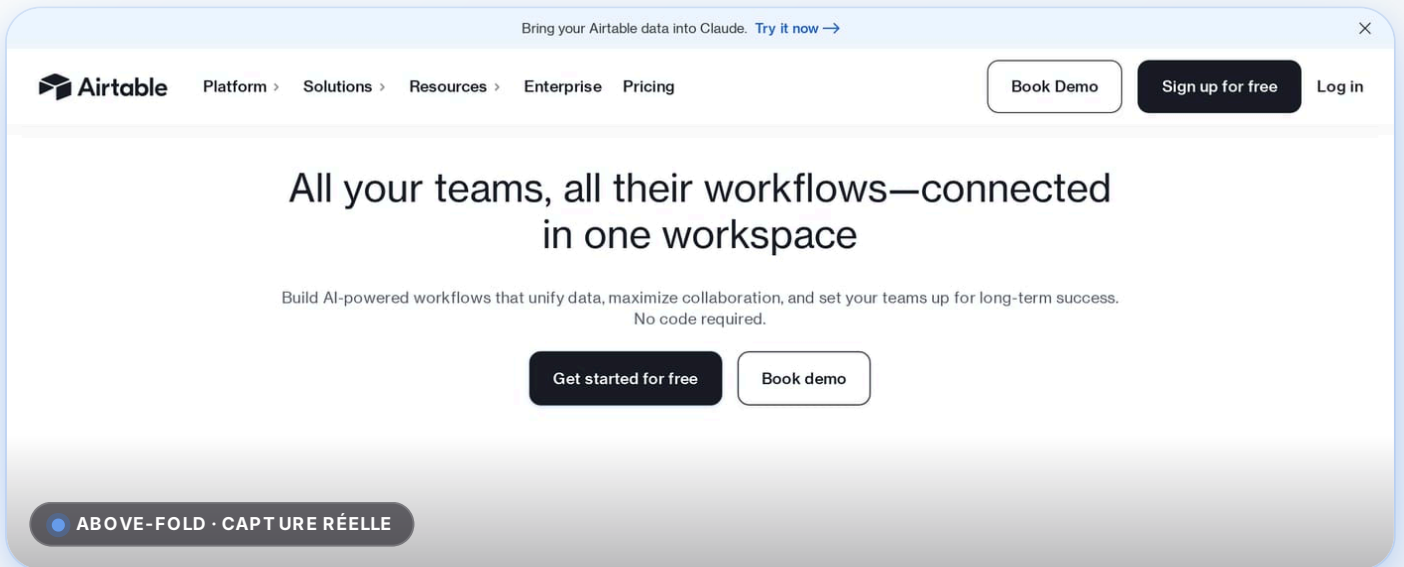 Bring your Airtable data into Claude. Try it now →
Airtable Platform Solutions Resources Enterprise Pricing Book Demo Sign up for free Log in
All your teams, all their workflows—connected
in one workspace
Build AI-powered workflows that unify data, maximize collaboration, and set your teams up for long-term success.
No code required.
Get started for free Book demo
ABOVE-FOLD · CAPTURE RÉELLE